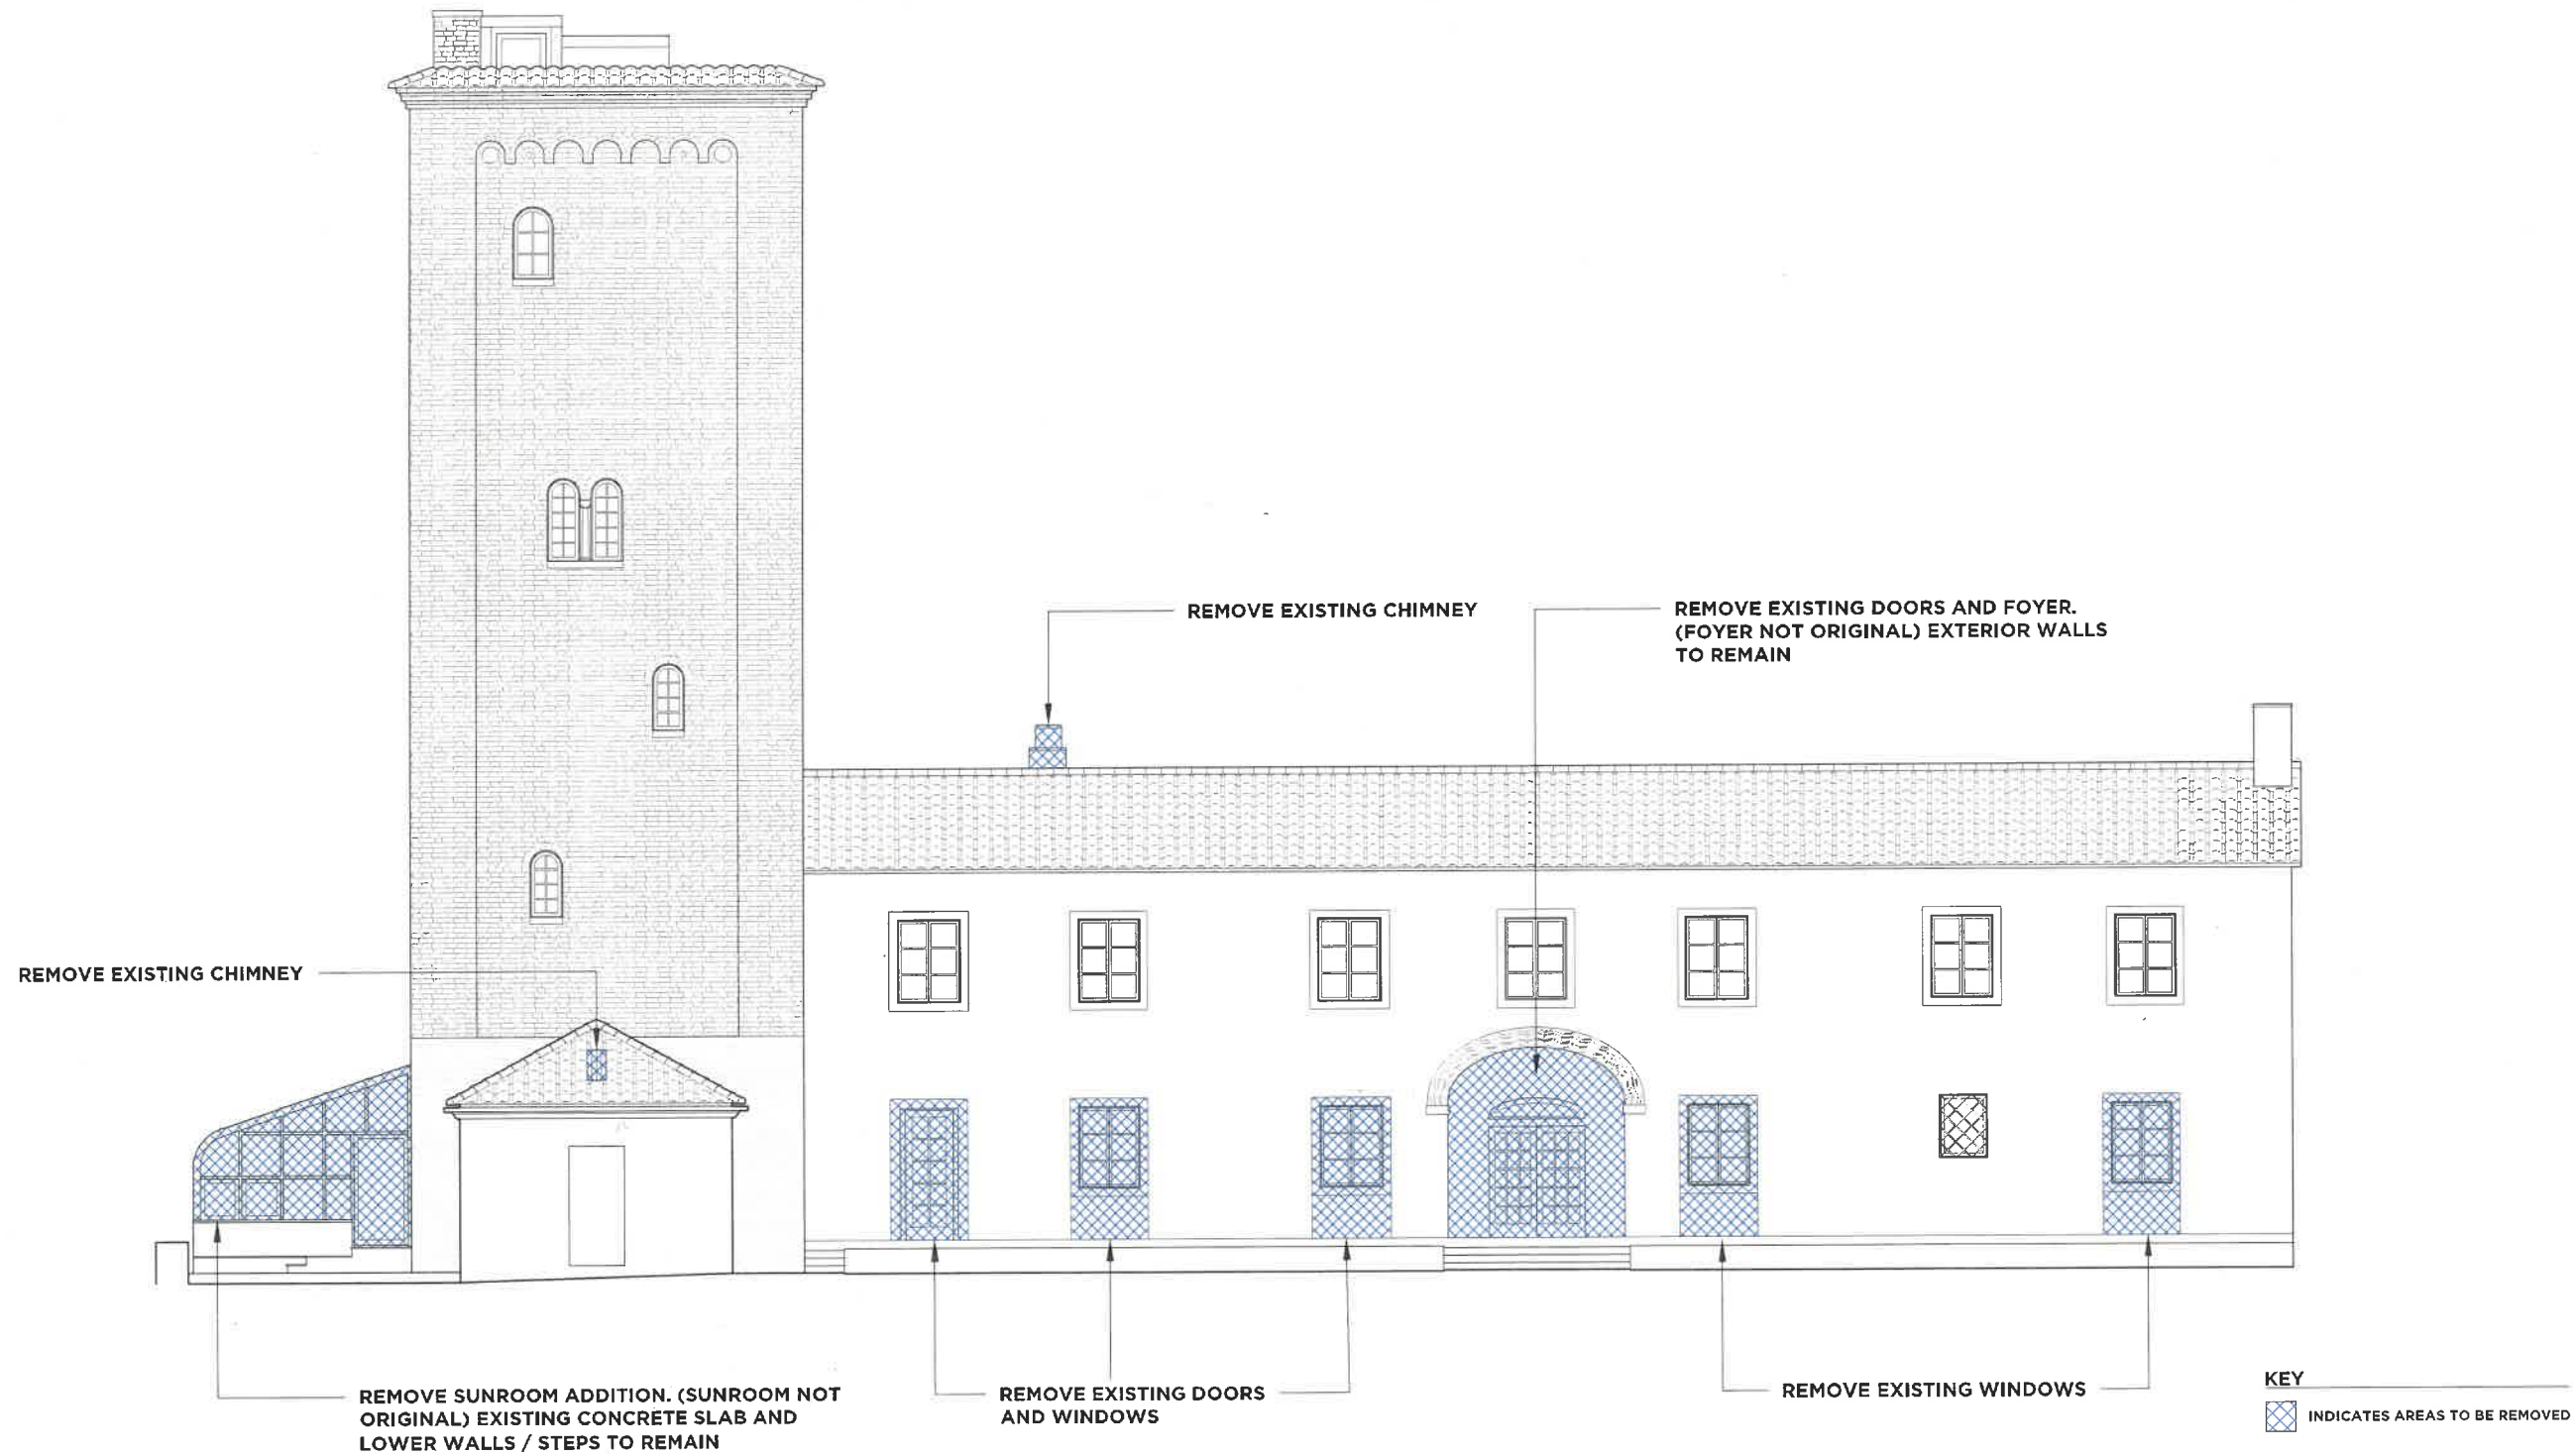 REMOVE EXISTING CHIMNEY
REMOVE EXISTING DOORS AND FOYER.
(FOYER NOT ORIGINAL) EXTERIOR WALLS
TO REMAIN
REMOVE EXISTING CHIMNEY
REMOVE SUNROOM ADDITION. (SUNROOM NOT
ORIGINAL) EXISTING CONCRETE SLAB AND
LOWER WALLS / STEPS TO REMAIN
REMOVE EXISTING DOORS
AND WINDOWS
REMOVE EXISTING WINDOWS
KEY
INDICATES AREAS TO BE REMOVED